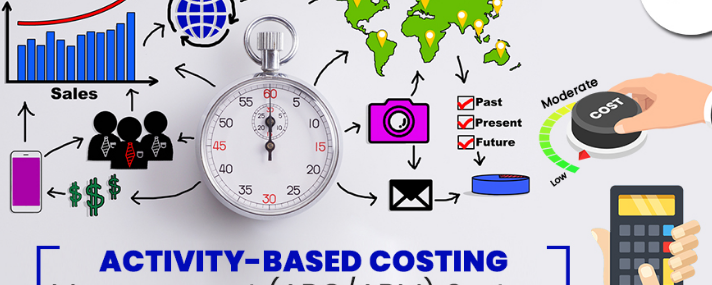 Sales
60
55
5
50
10
45
15
40
20
35
25
30
Past
Present
Future
Moderate
COST
Low
ACTIVITY-BASED COSTING